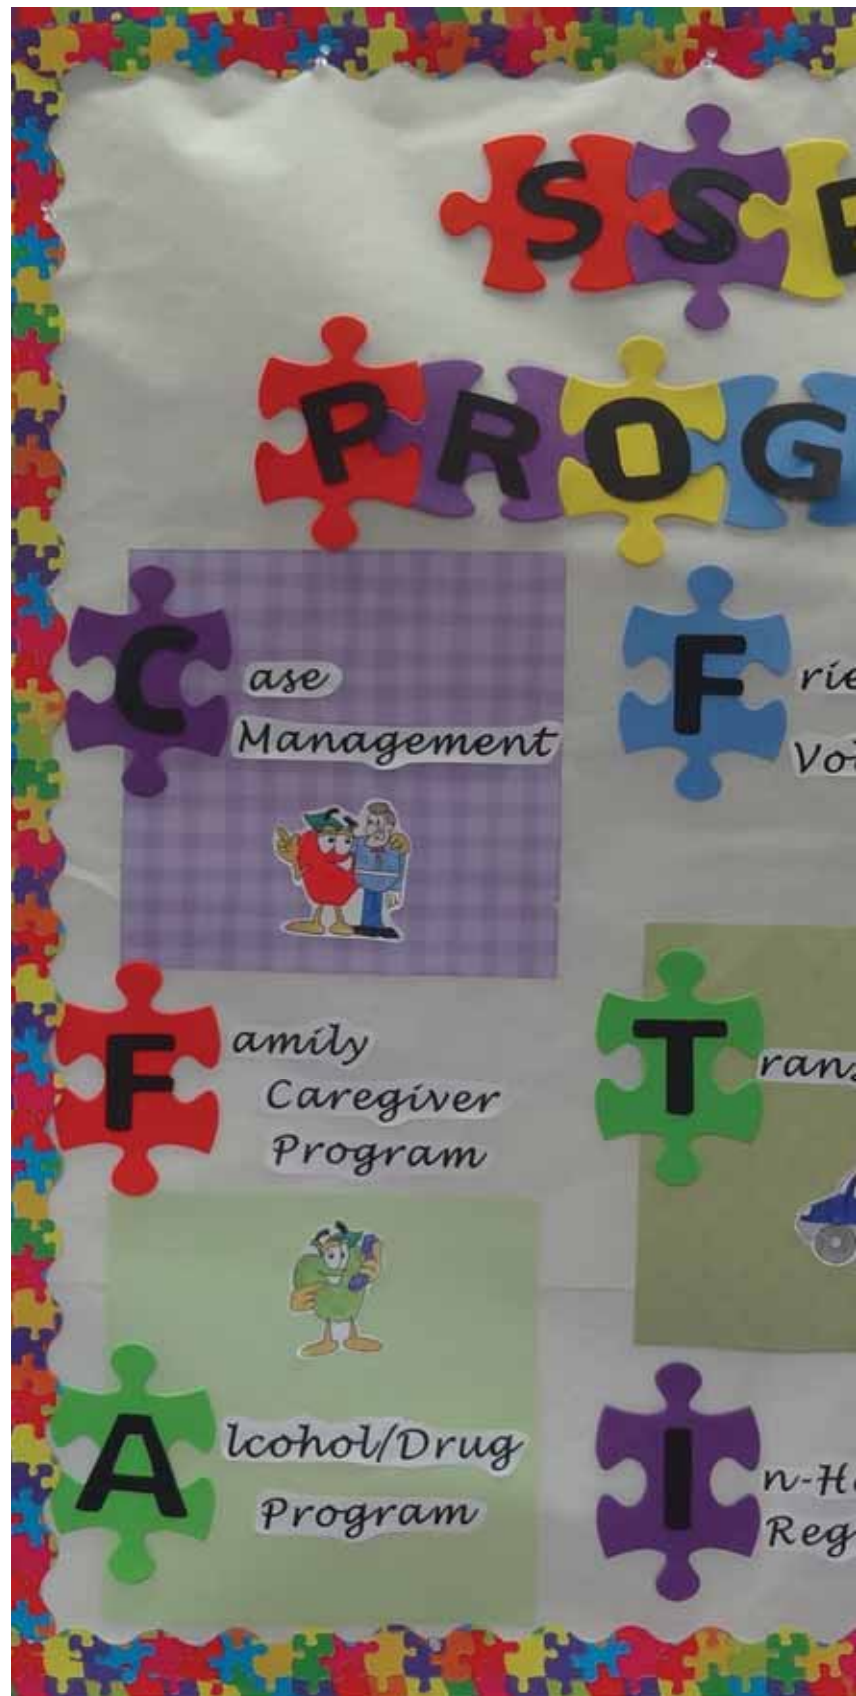 SS
PROG
Case
Management
Family
Caregiver
Program
Alcohol/Drug
Program
F
T
I